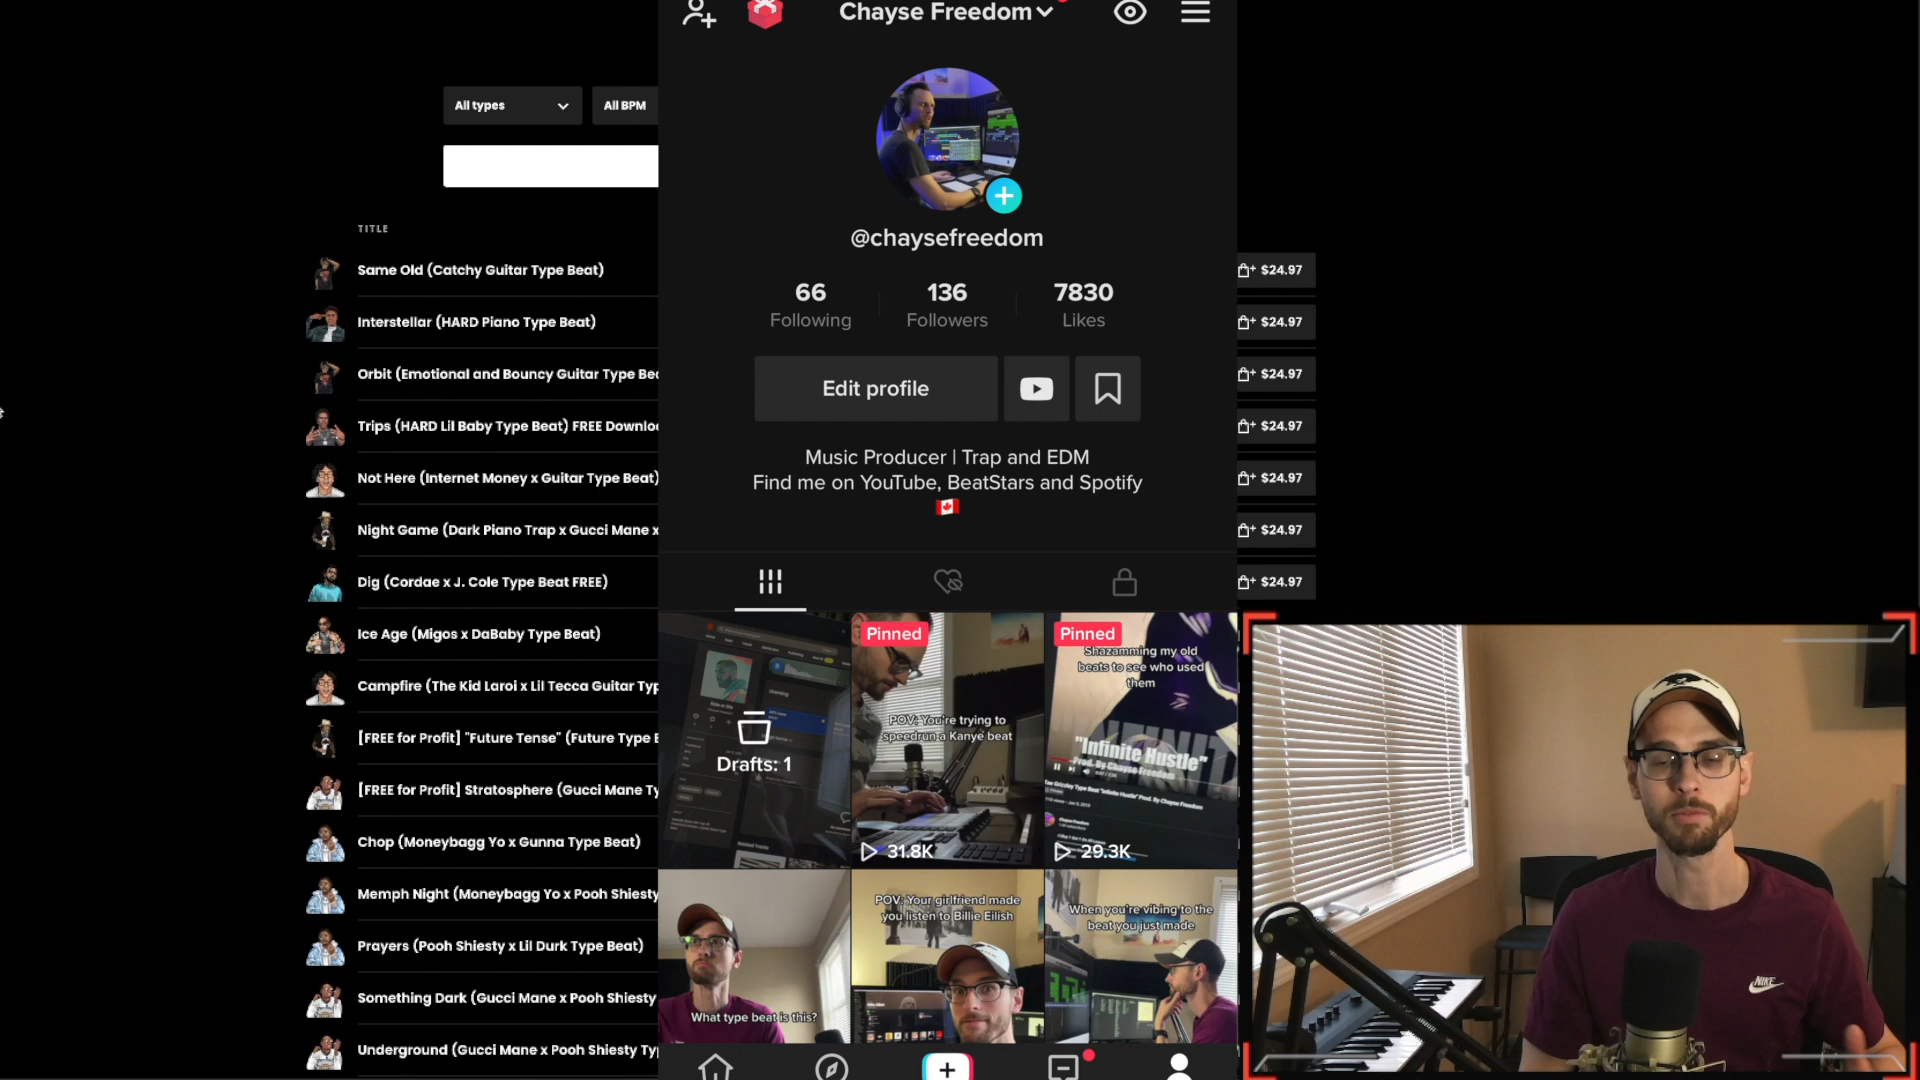 All types
All BPM
TITLE
Same Old (Catchy Guitar Type Beat)
Interstellar (HARD Piano Type Beat)
Orbit (Emotional and Bouncy Guitar Type Be
Trips (HARD Lil Baby Type Beat) FREE Downlo
Not Here (Internet Money x Guitar Type Beat)
Night Game (Dark Piano Trap x Gucci Mane x
Dig (Cordae x J. Cole Type Beat FREE)
Ice Age (Migos x DaBaby Type Beat)
Campfire (The Kid Laroi x Lil Tecca Guitar Typ
[FREE for Profit] "Future Tense" (Future Type B
[FREE for Profit] Stratosphere (Gucci Mane Ty
Chop (Moneybagg Yo x Gunna Type Beat)
Memph Night (Moneybagg Yo x Pooh Shiesty
Prayers (Pooh Shiesty x Lil Durk Type Beat)
Something Dark (Gucci Mane x Pooh Shiesty
Underground (Gucci Mane x Pooh Shiesty Ty
Chayse Freedom
@chaysefreedom
66
Following
136
Followers
7830
Likes
Edit profile
Music Producer | Trap and EDM
Find me on YouTube, BeatStars and Spotify
Drafts: 1
Pinned
POV: You're trying to
speedrun a Kanye beat
31.8K
Pinned
Shazamming my old
beats to see who used
them
"Infinite Hustle"
Prod. By Chayse Freedom
29.3K
What type beat is this?
POV: Your girlfriend made
you listen to Billie Eilish
When you're vibing to the
beat you just made
$24.97
$24.97
$24.97
$24.97
$24.97
$24.97
$24.97
NIKE